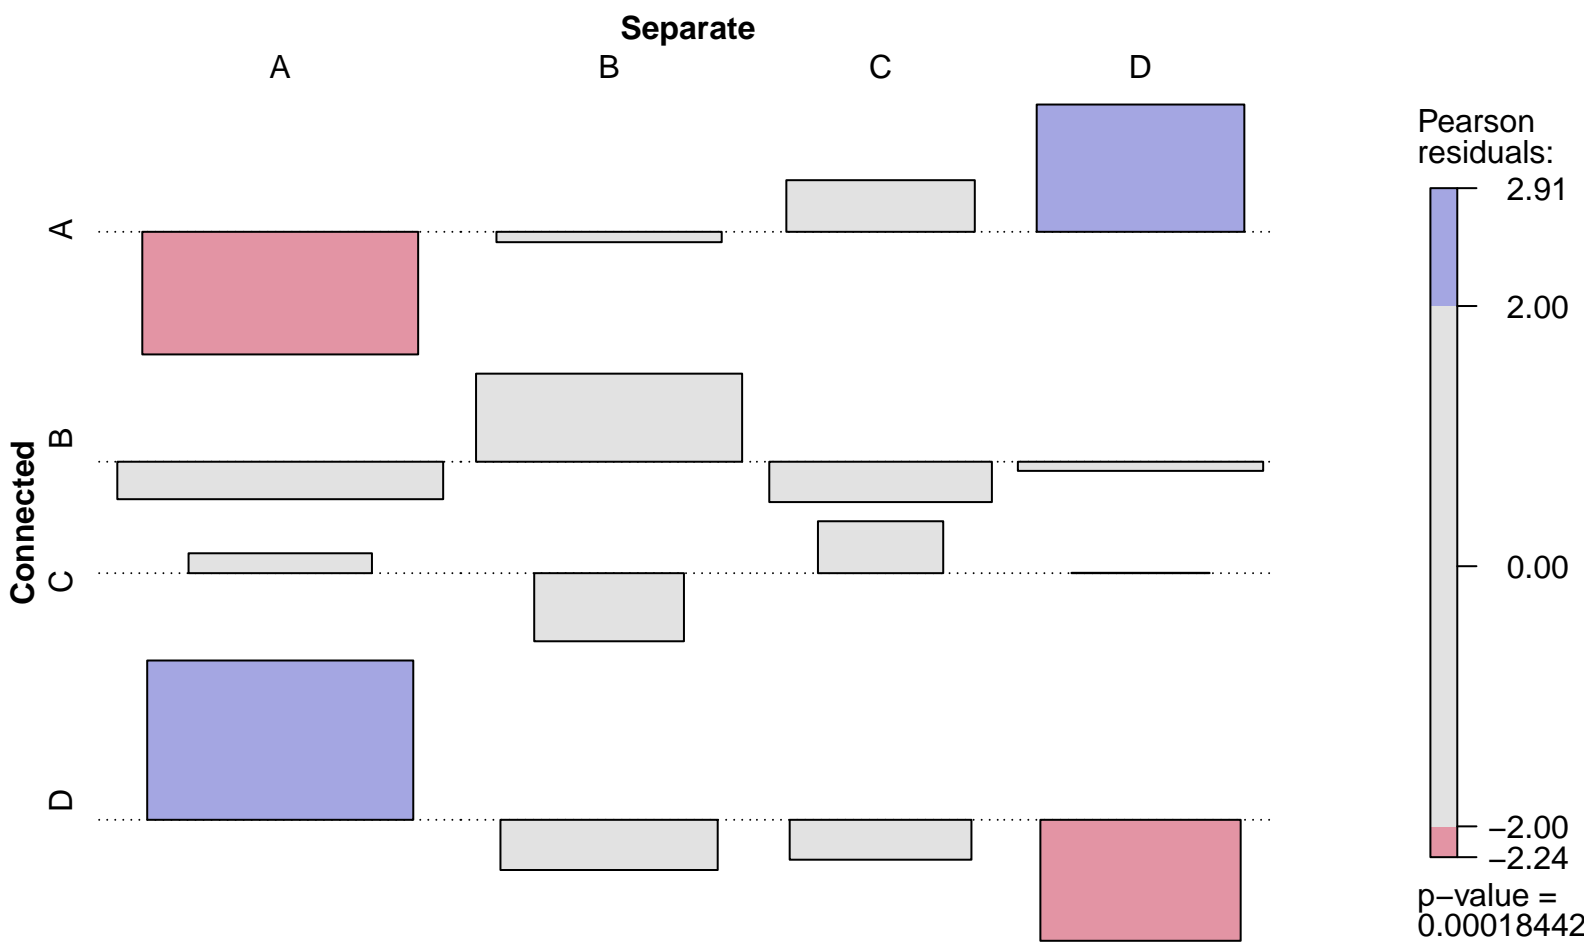 Separate
A B C D
Connected
A
B
C
D
Pearson
residuals:
2.91
2.00
0.00
−2.00
−2.24
p−value =
0.00018442